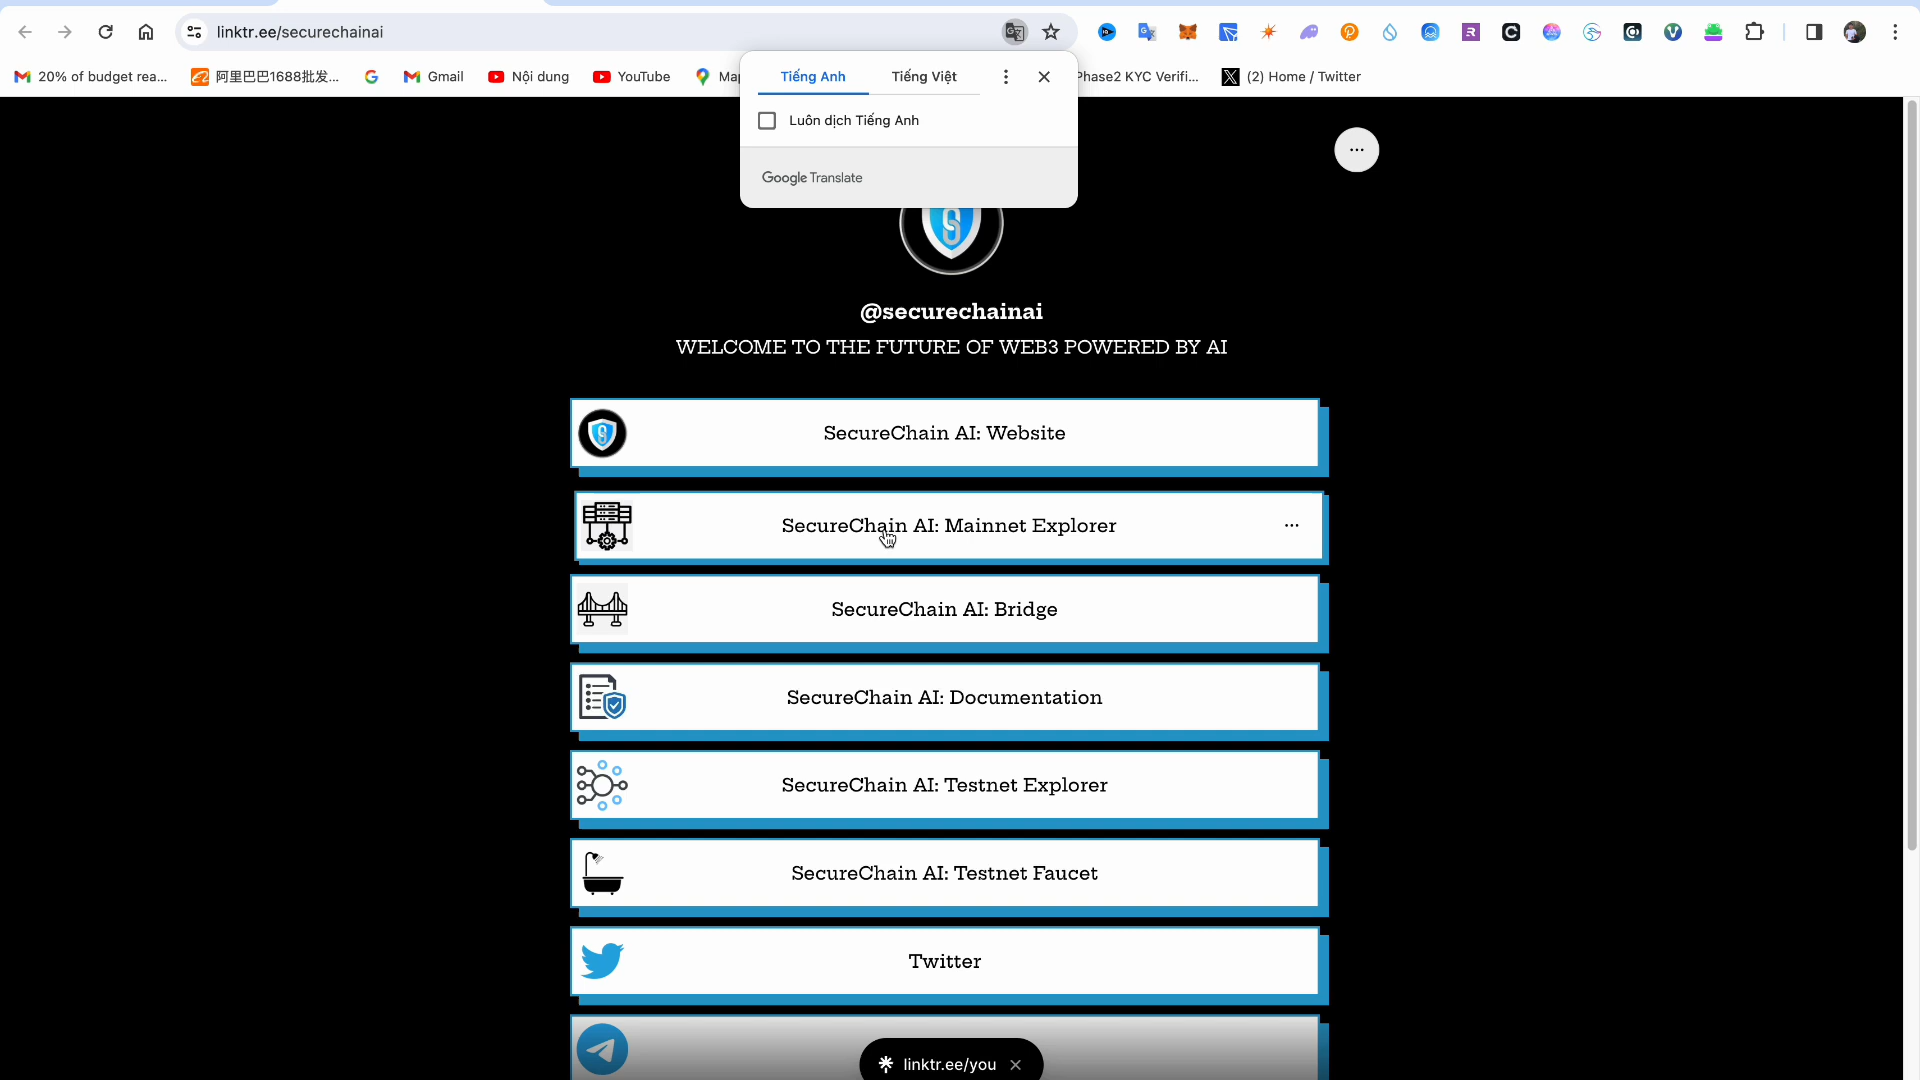 linktr.ee/securechainai
20% of budget rea...
阿里巴巴1688批发...
Gmail
Nội dung
YouTube
Phase2 KYC Verifi...
(2) Home / Twitter
Tiếng Anh
Tiếng Việt
Luôn dịch Tiếng Anh
Google Translate
@securechainai
WELCOME TO THE FUTURE OF WEB3 POWERED BY AI
SecureChain AI: Website
SecureChain AI: Mainnet Explorer
SecureChain AI: Bridge
SecureChain AI: Documentation
SecureChain AI: Testnet Explorer
SecureChain AI: Testnet Faucet
Twitter
linktr.ee/you